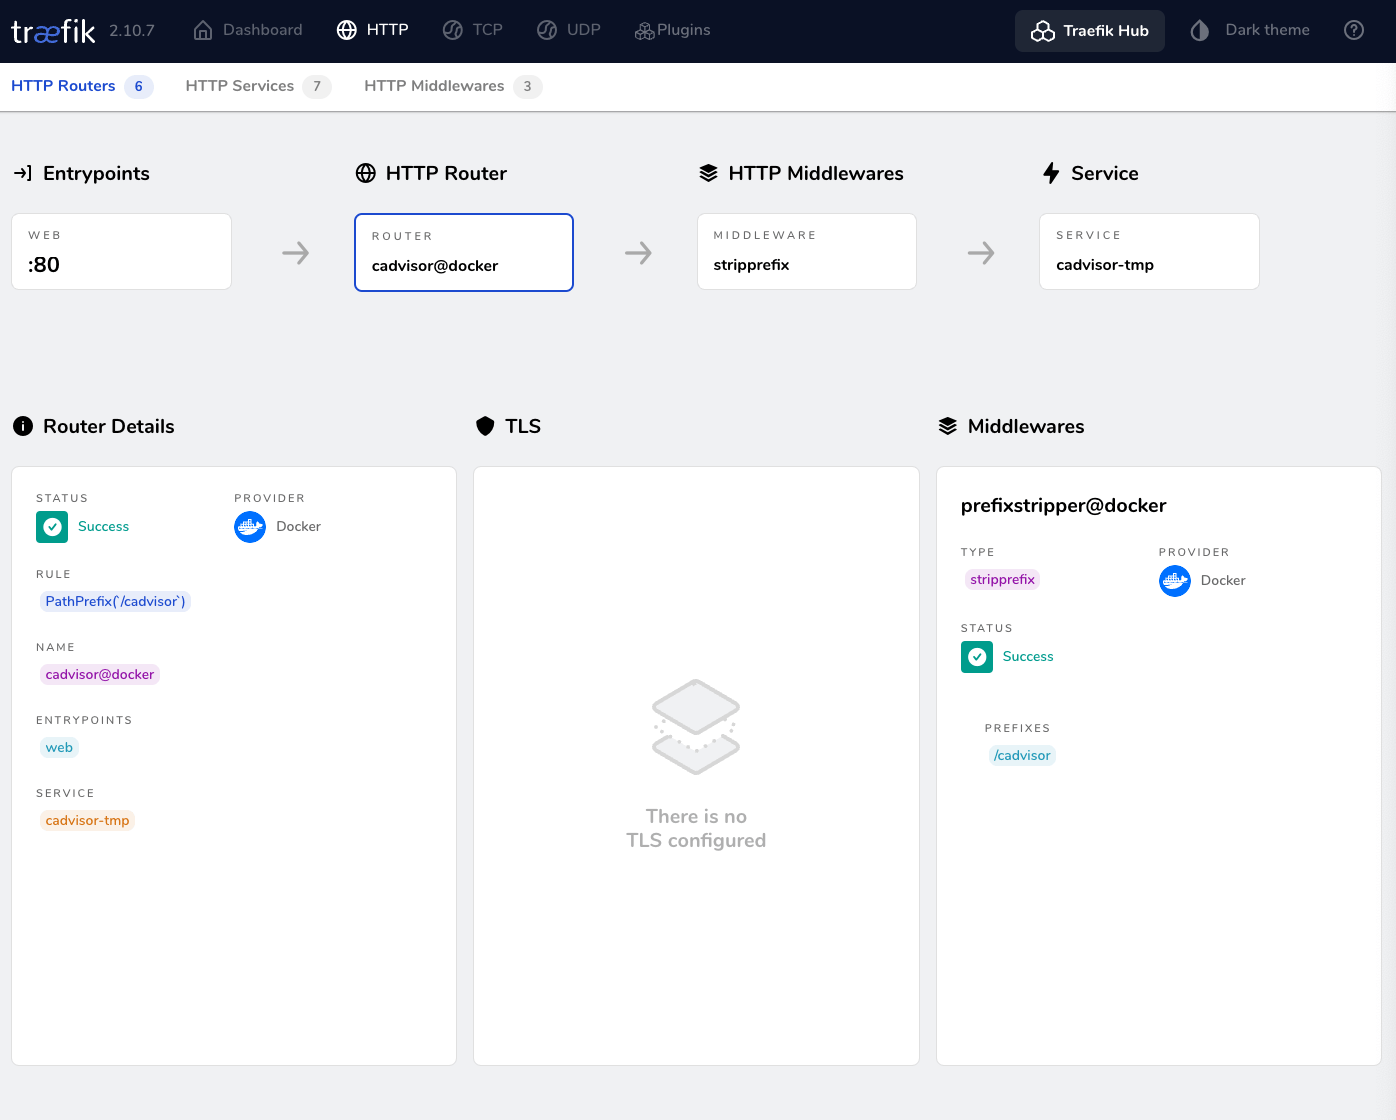 træfik 2.10.7 Dashboard HTTP TCP UDP Plugins Traefik Hub Dark theme
HTTP Routers 6 HTTP Services 7 HTTP Middlewares 3
Entrypoints HTTP Router HTTP Middlewares Service
WEB ROUTER MIDDLEWARE SERVICE
:80 cadvisor@docker stripprefix cadvisor-tmp
Router Details
STATUS PROVIDER
Success Docker
RULE
PathPrefix(`/cadvisor`)
NAME
cadvisor@docker
ENTRYPOINTS
web
SERVICE
cadvisor-tmp
TLS
There is no
TLS configured
Middlewares
prefixstripper@docker
TYPE PROVIDER
stripprefix Docker
STATUS
Success
PREFIXES
/cadvisor